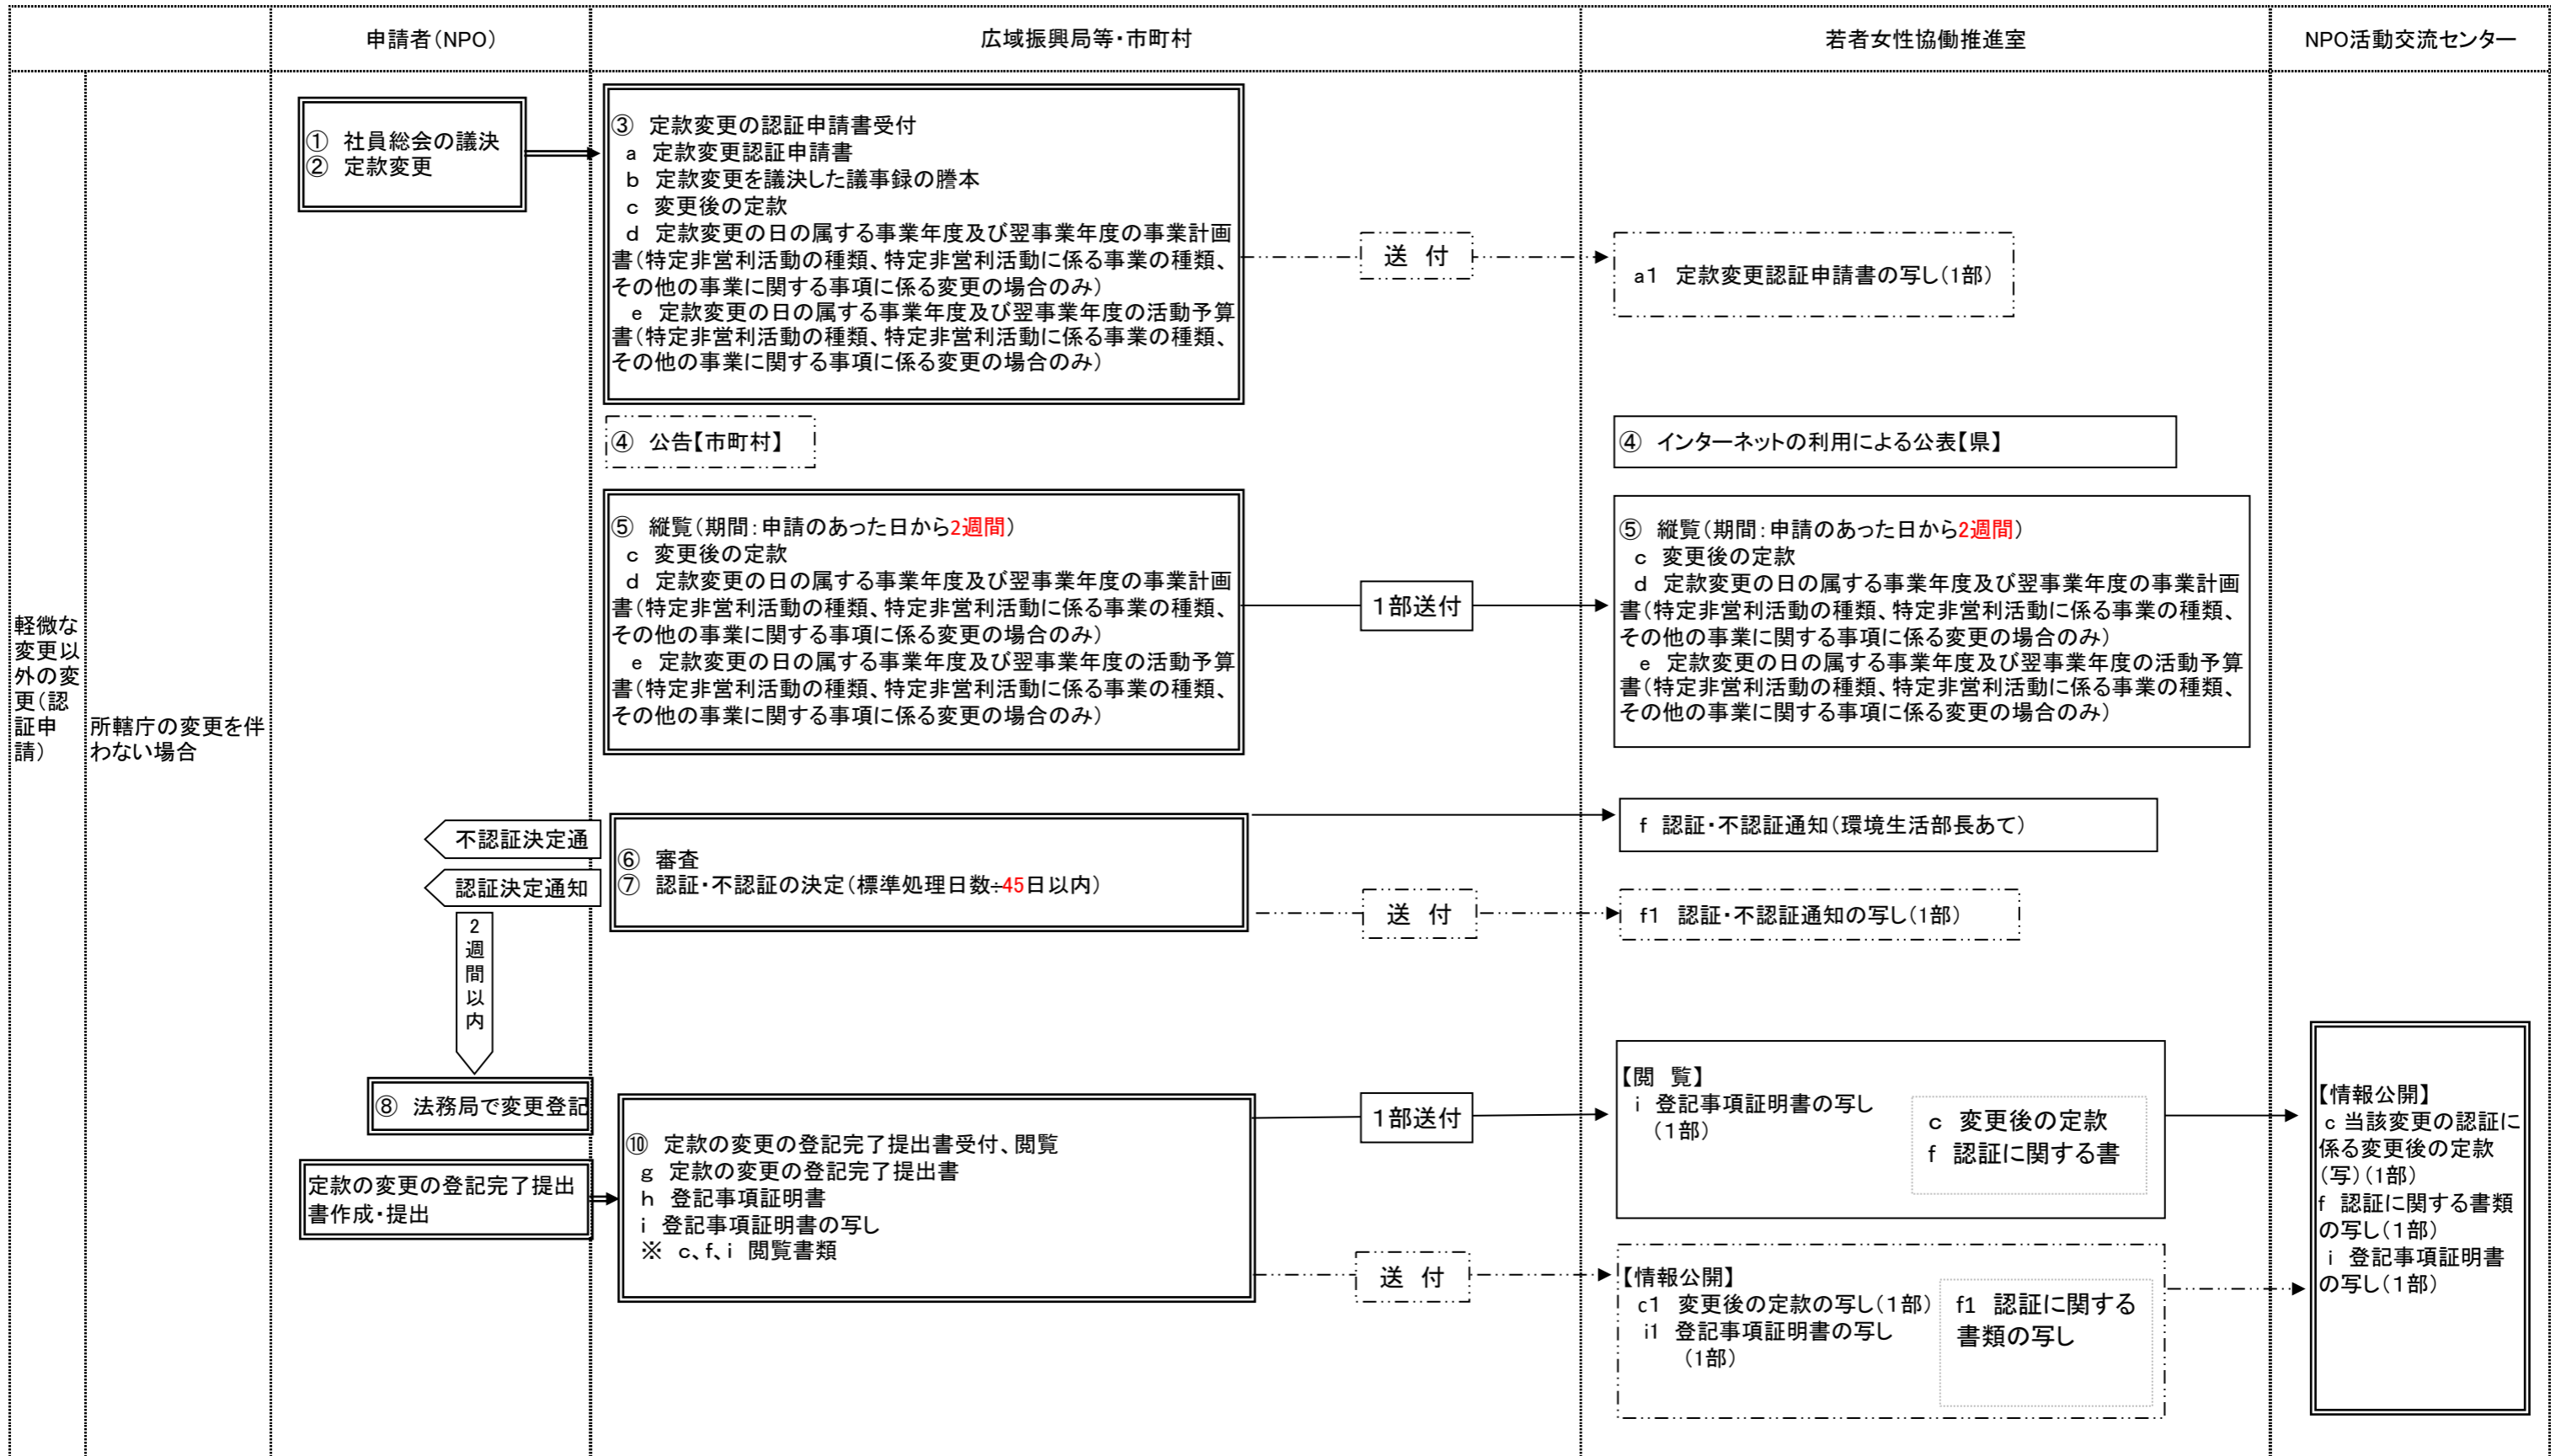 申請者（NPO）
広域振興局等・市町村
若者女性協働推進室
NPO活動交流センター
軽微な
変更以
外の変
更（認
証申
請）
所轄庁の変更を伴
わない場合
① 社員総会の議決
② 定款変更
③ 定款変更の認証申請書受付
a 定款変更認証申請書
b 定款変更を議決した議事録の謄本
c 変更後の定款
d 定款変更の日の属する事業年度及び翌事業年度の事業計画
書（特定非営利活動の種類、特定非営利活動に係る事業の種類、
その他の事業に関する事項に係る変更の場合のみ）
e 定款変更の日の属する事業年度及び翌事業年度の活動予算
書（特定非営利活動の種類、特定非営利活動に係る事業の種類、
その他の事業に関する事項に係る変更の場合のみ）
送 付
a1 定款変更認証申請書の写し（1部）
④ 公告【市町村】
④ インターネットの利用による公表【県】
⑤ 縦覧（期間：申請のあった日から2週間）
c 変更後の定款
d 定款変更の日の属する事業年度及び翌事業年度の事業計画
書（特定非営利活動の種類、特定非営利活動に係る事業の種類、
その他の事業に関する事項に係る変更の場合のみ）
e 定款変更の日の属する事業年度及び翌事業年度の活動予算
書（特定非営利活動の種類、特定非営利活動に係る事業の種類、
その他の事業に関する事項に係る変更の場合のみ）
1部送付
⑤ 縦覧（期間：申請のあった日から2週間）
c 変更後の定款
d 定款変更の日の属する事業年度及び翌事業年度の事業計画
書（特定非営利活動の種類、特定非営利活動に係る事業の種類、
その他の事業に関する事項に係る変更の場合のみ）
e 定款変更の日の属する事業年度及び翌事業年度の活動予算
書（特定非営利活動の種類、特定非営利活動に係る事業の種類、
その他の事業に関する事項に係る変更の場合のみ）
不認証決定通
認証決定通知
⑥ 審査
⑦ 認証・不認証の決定（標準処理日数÷45日以内）
f 認証・不認証通知（環境生活部長あて）
送 付
f1 認証・不認証通知の写し（1部）
2週間以内
⑧ 法務局で変更登記
定款の変更の登記完了提出
書作成・提出
⑩ 定款の変更の登記完了提出書受付、閲覧
g 定款の変更の登記完了提出書
h 登記事項証明書
i 登記事項証明書の写し
※ c、f、i 閲覧書類
1部送付
【閲 覧】
i 登記事項証明書の写し
（1部）
c 変更後の定款
f 認証に関する書
送 付
【情報公開】
c1 変更後の定款の写し（1部）
i1 登記事項証明書の写し
（1部）
f1 認証に関する
書類の写し
【情報公開】
c 当該変更の認証に
係る変更後の定款
（写）（1部）
f 認証に関する書類
の写し（1部）
i 登記事項証明書
の写し（1部）